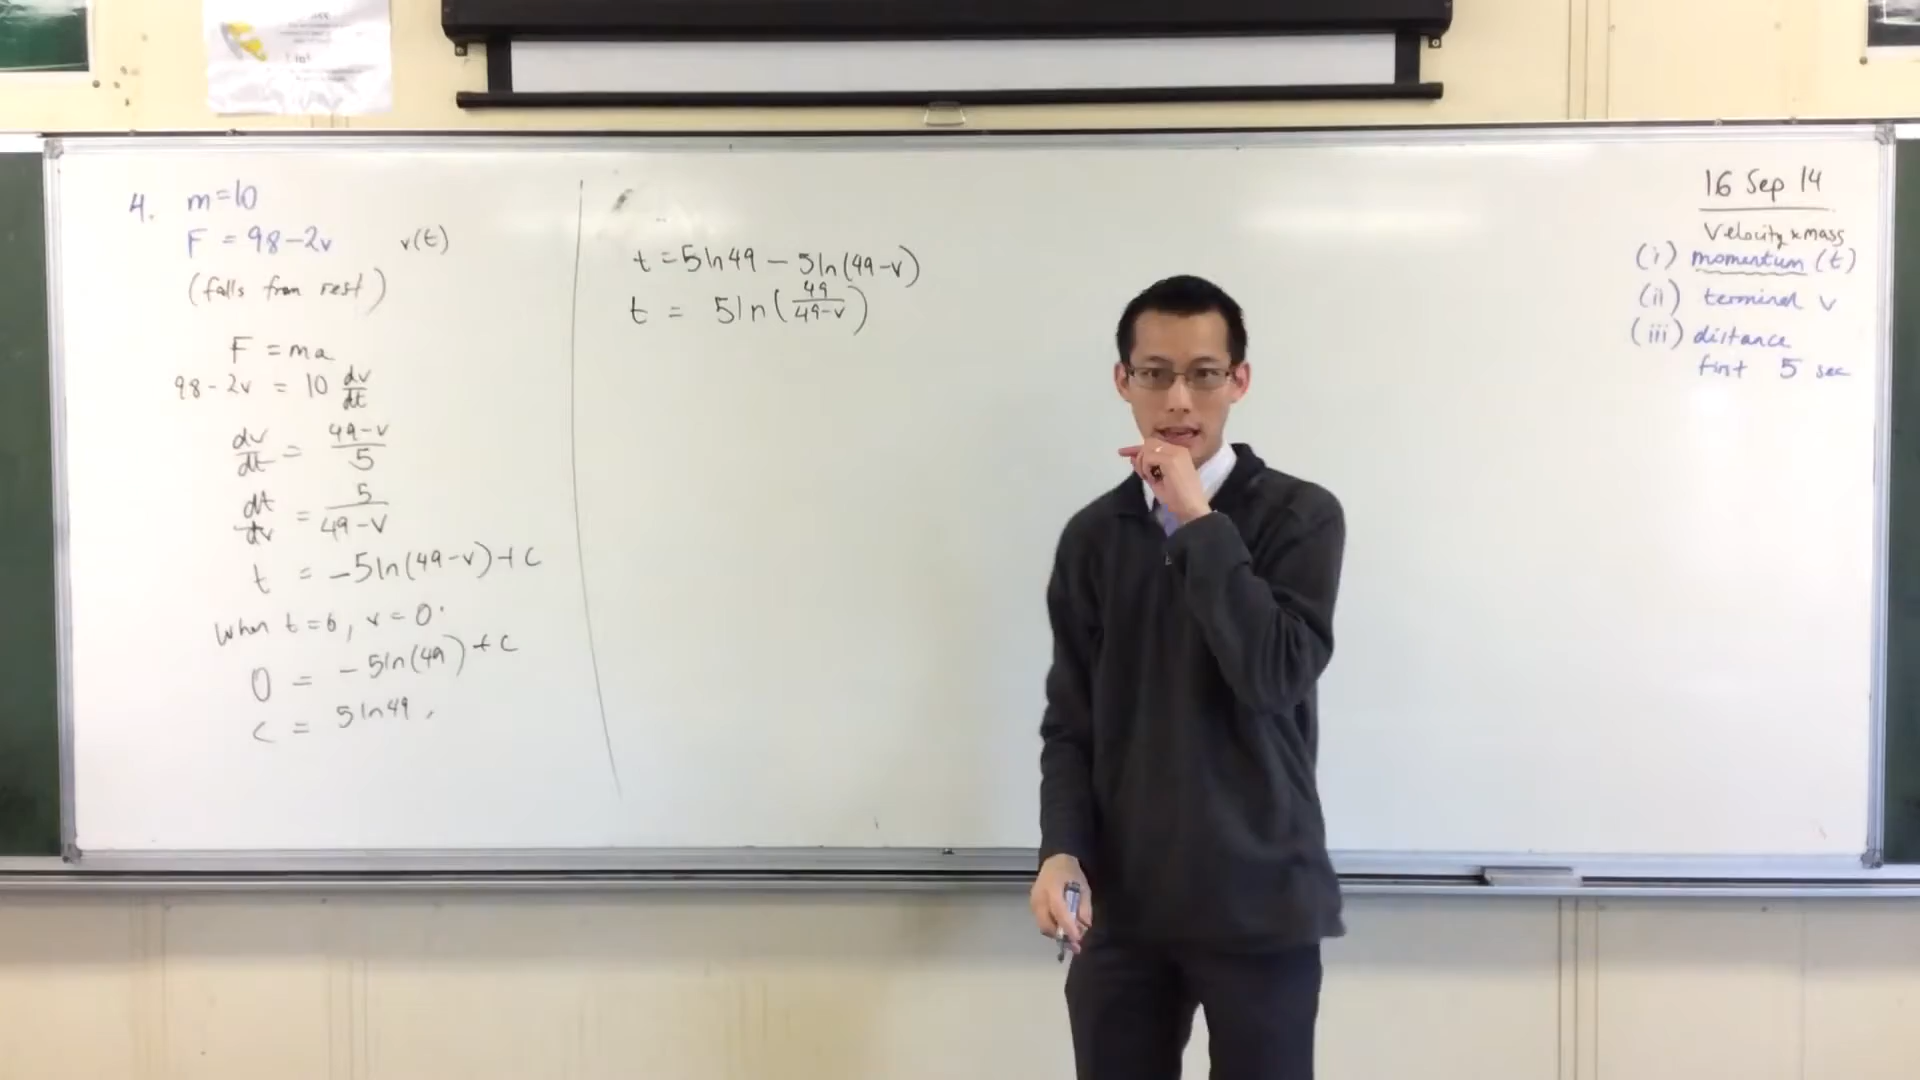 4. m=10
F = 98-2v v(t)
(falls from rest)
F = ma
98-2v = 10 dv/dt
dv/dt = 49-v/5
dt/dv = 5/49-v
t = -5ln(49-v)+c
When t=0, v=0.
0 = -5ln(49)+c
c = 5ln49,
t=5ln49 - 5ln(49-v)
t = 5ln(49/49-v)
16 Sep 14
Velocity x mass
(i) momentum (t)
(ii) terminal v
(iii) distance
first 5 sec